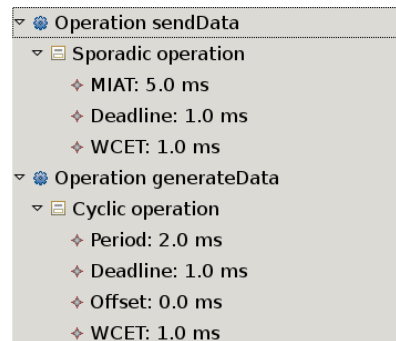 Operation sendData
Sporadic operation
MIAT: 5.0 ms
Deadline: 1.0 ms
WCET: 1.0 ms
Operation generateData
Cyclic operation
Period: 2.0 ms
Deadline: 1.0 ms
Offset: 0.0 ms
WCET: 1.0 ms